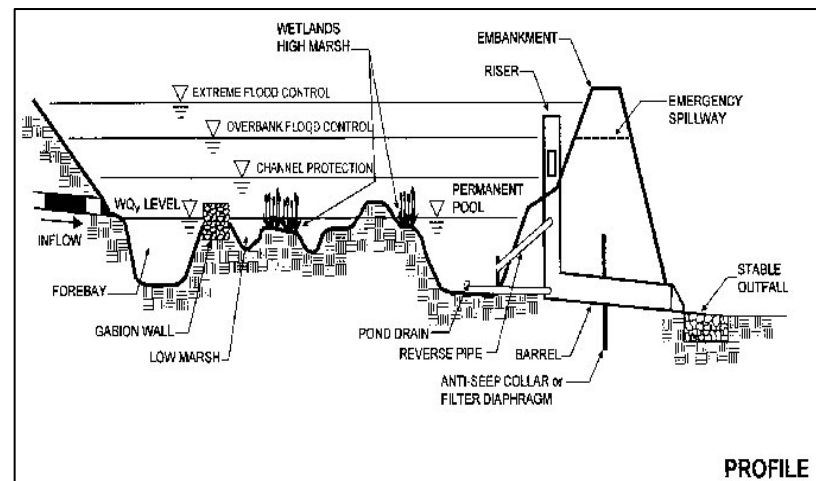 WETLANDS
HIGH MARSH
EMBANKMENT
RISER
EXTREME FLOOD CONTROL
EMERGENCY
SPILLWAY
OVERBANK FLOOD CONTROL
CHANNEL PROTECTION
WQv LEVEL
PERMANENT
POOL
INFLOW
FOREBAY
GABION WALL
LOW MARSH
POND DRAIN
REVERSE PIPE
BARREL
STABLE
OUTFALL
ANTI-SEEP COLLAR or
FILTER DIAPHRAGM
PROFILE